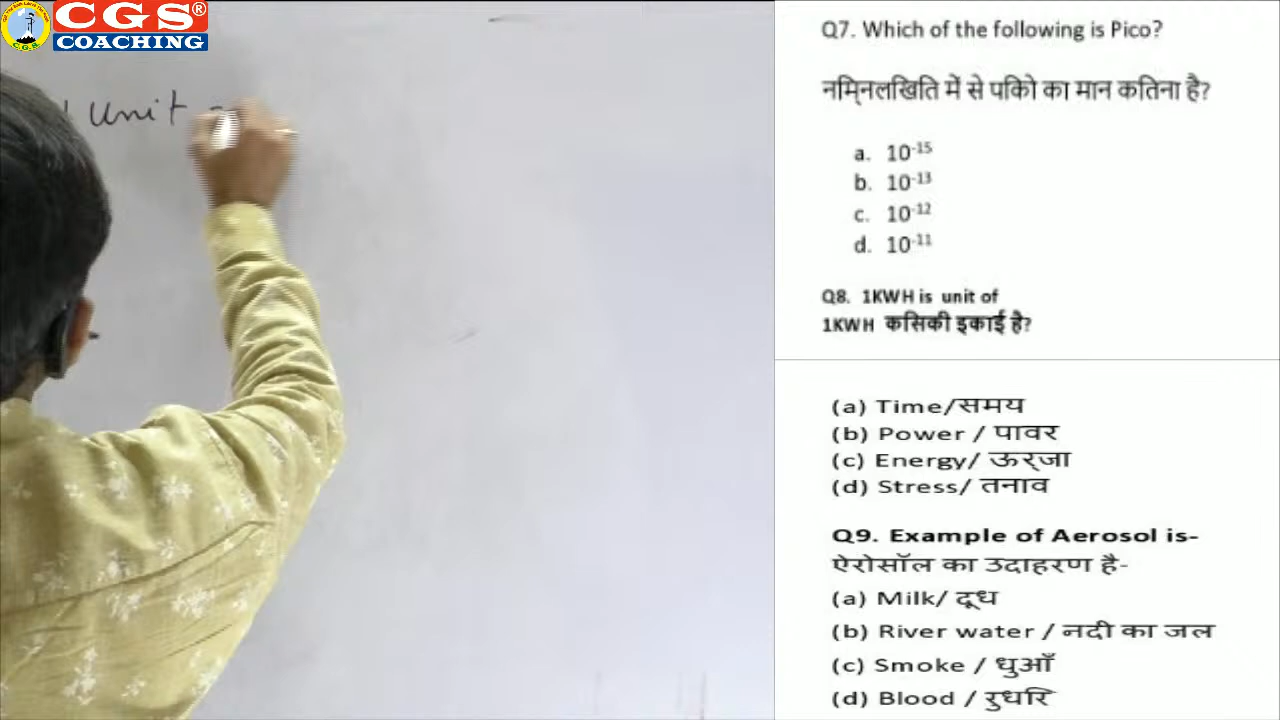 CGS®
COACHING
C.G.S.
unit
Q7. Which of the following is Pico?
नमि्नलखिति में से पकिो का मान कतिना है?
a. 10⁻¹⁵
b. 10⁻¹³
c. 10⁻¹²
d. 10⁻¹¹
Q8. 1KWH is unit of
1KWH कसिकी इकाई है?
(a) Time/समय
(b) Power / पावर
(c) Energy/ ऊर्जा
(d) Stress/ तनाव
Q9. Example of Aerosol is-
ऐरोसॉल का उदाहरण है-
(a) Milk/ दूध
(b) River water / नदी का जल
(c) Smoke / धुआँ
(d) Blood / रुधरि